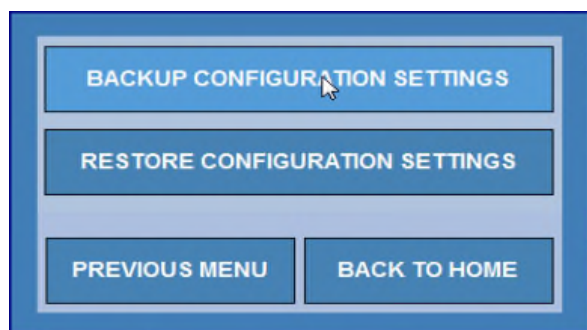 BACKUP CONFIGURATION SETTINGS
RESTORE CONFIGURATION SETTINGS
PREVIOUS MENU
BACK TO HOME